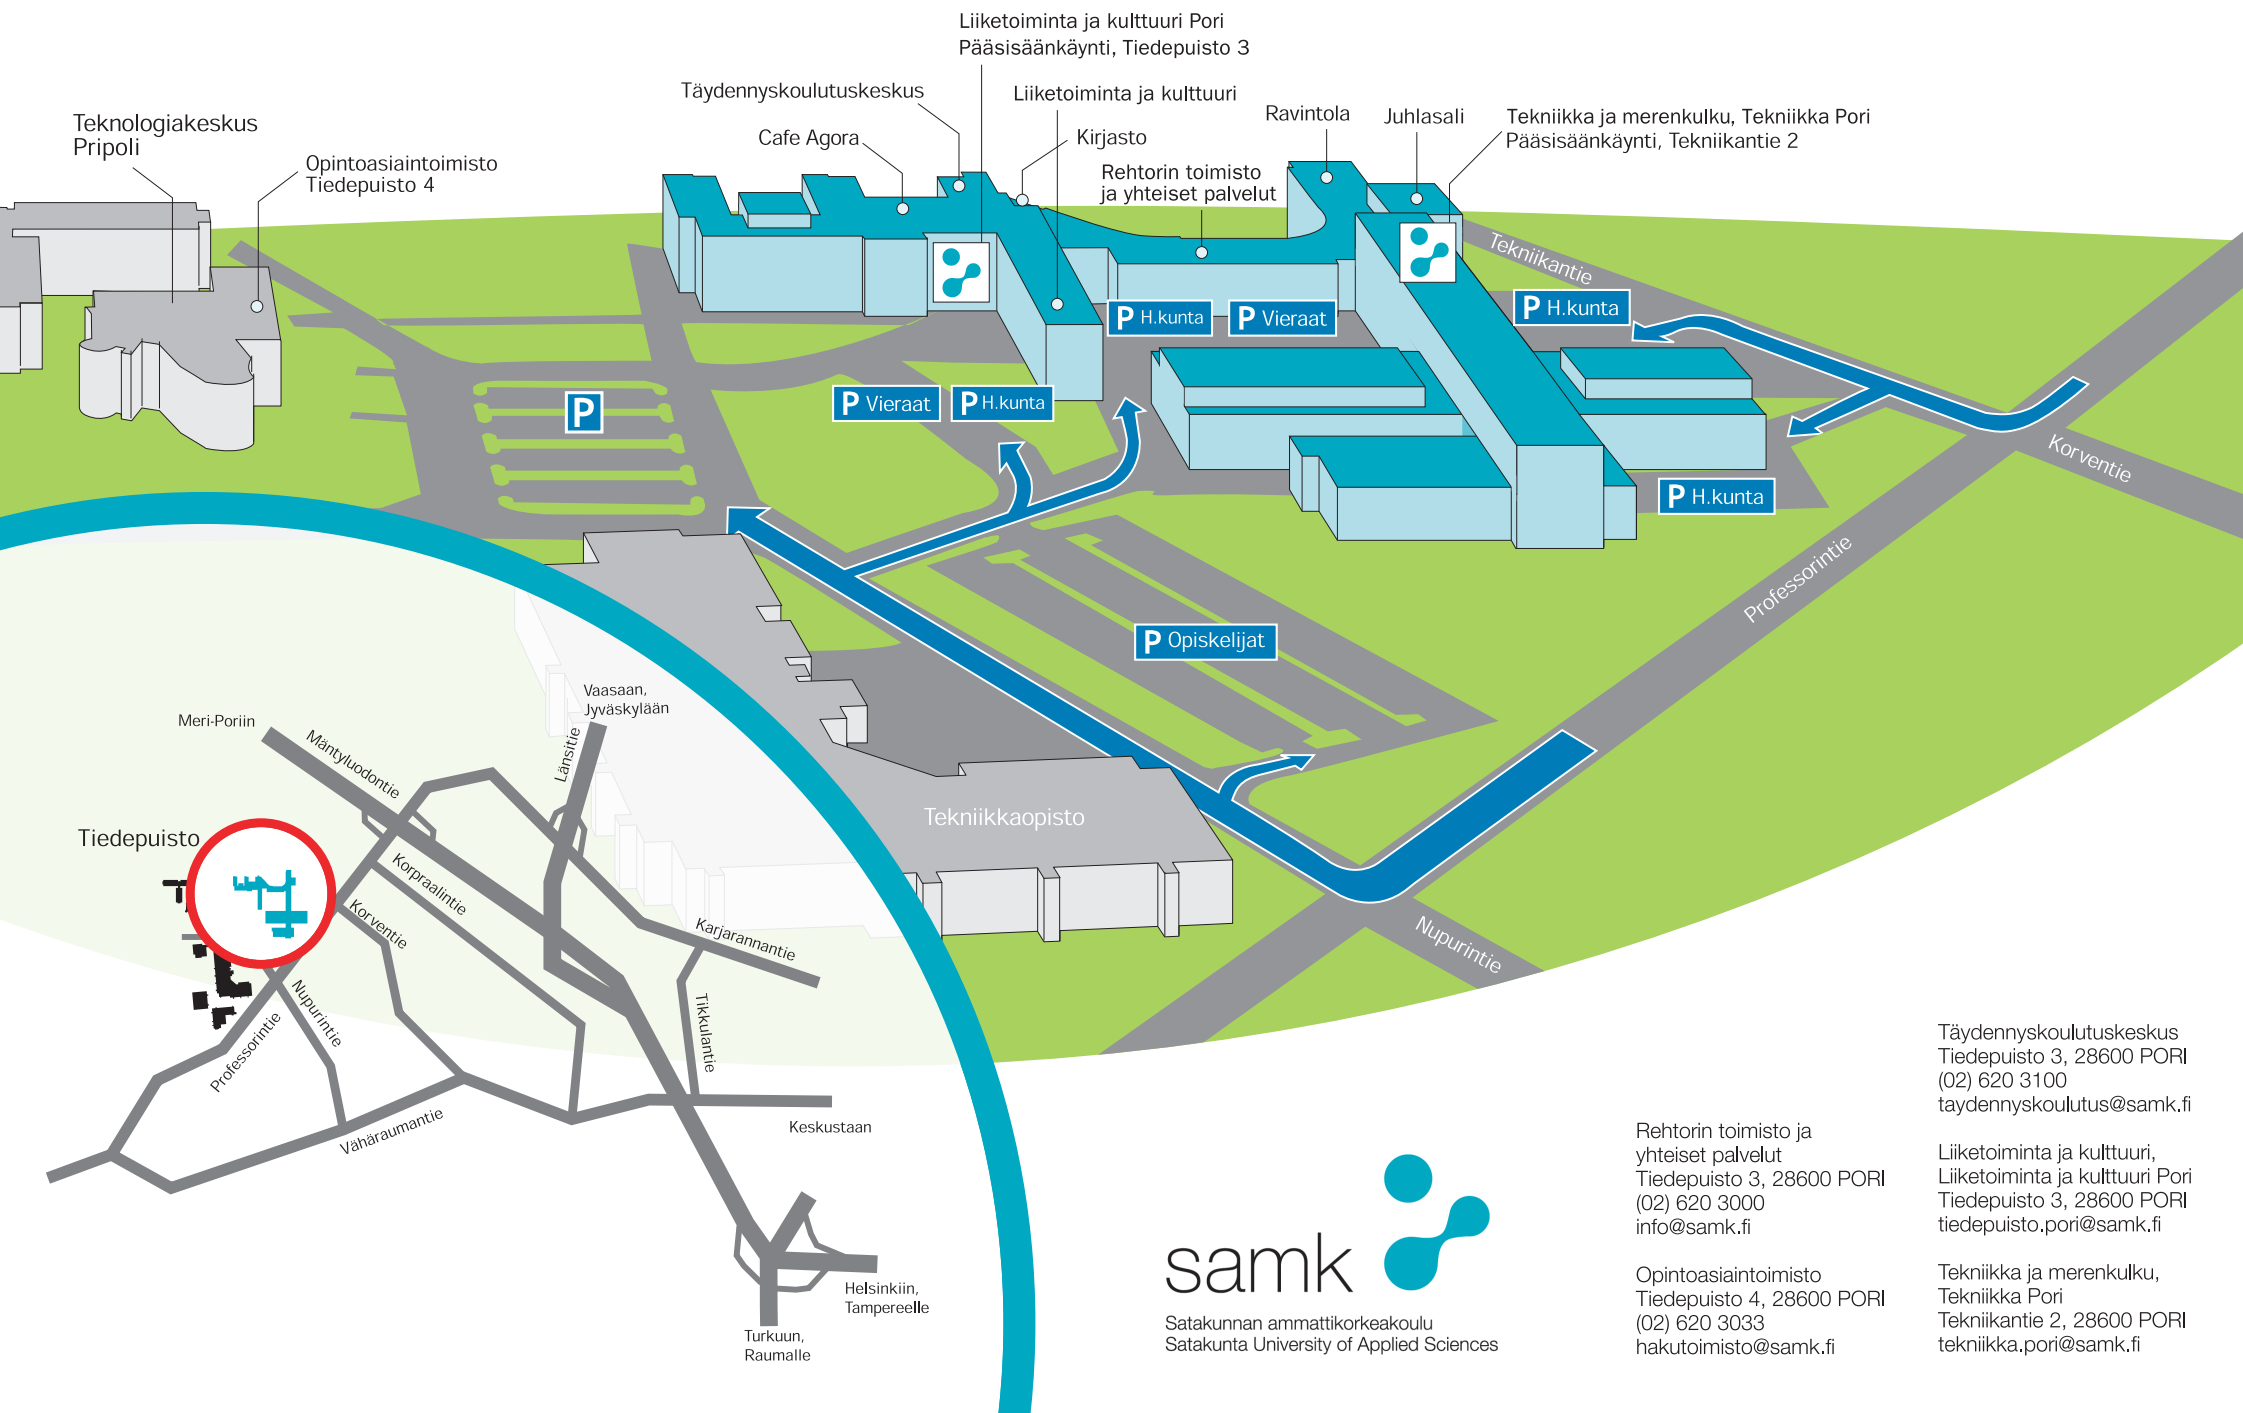 Liiketoiminta ja kulttuuri Pori
Pääsisäänkäynti, Tiedepuisto 3
Täydennyskoulutuskeskus
Liiketoiminta ja kulttuuri
Cafe Agora
Kirjasto
Ravintola
Juhlasali
Tekniikka ja merenkulku, Tekniikka Pori
Pääsisäänkäynti, Tekniikantie 2
Teknologiakeskus
Pripoli
Opintoasiaintoimisto
Tiedepuisto 4
Rehtorin toimisto
ja yhteiset palvelut
Tekniikantie
P H.kunta
P Vieraat
P H.kunta
P
P Vieraat
P H.kunta
Korventie
P H.kunta
Professorintie
P Opiskelijat
Tekniikkaopisto
Nupurintie
Vaasaan,
Jyväskylään
Meri-Poriin
Mäntyluodontie
Länsitie
Tiedepuisto
Korpraalintie
Korventie
Karjarannantie
Nupurintie
Tikkulantie
Professorintie
Vähäraumantie
Keskustaan
Helsinkiin,
Tampereelle
Turkuun,
Raumalle
samk
Satakunnan ammattikorkeakoulu
Satakunta University of Applied Sciences
Rehtorin toimisto ja
yhteiset palvelut
Tiedepuisto 3, 28600 PORI
(02) 620 3000
info@samk.fi
Opintoasiaintoimisto
Tiedepuisto 4, 28600 PORI
(02) 620 3033
hakutoimisto@samk.fi
Täydennyskoulutuskeskus
Tiedepuisto 3, 28600 PORI
(02) 620 3100
taydennyskoulutus@samk.fi
Liiketoiminta ja kulttuuri,
Liiketoiminta ja kulttuuri Pori
Tiedepuisto 3, 28600 PORI
tiedepuisto.pori@samk.fi
Tekniikka ja merenkulku,
Tekniikka Pori
Tekniikantie 2, 28600 PORI
tekniikka.pori@samk.fi